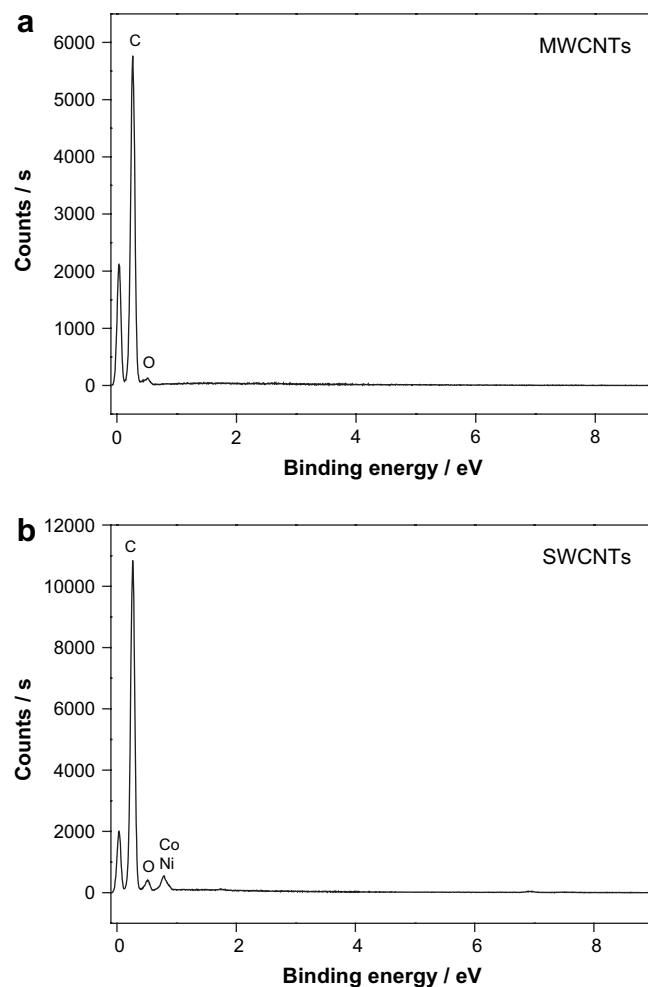 a
MWCNTs
C
O
6000
5000
4000
3000
2000
1000
0
Counts / s
0 2 4 6 8
Binding energy / eV
b
SWCNTs
C
O
Co
Ni
12000
10000
8000
6000
4000
2000
0
Counts / s
0 2 4 6 8
Binding energy / eV